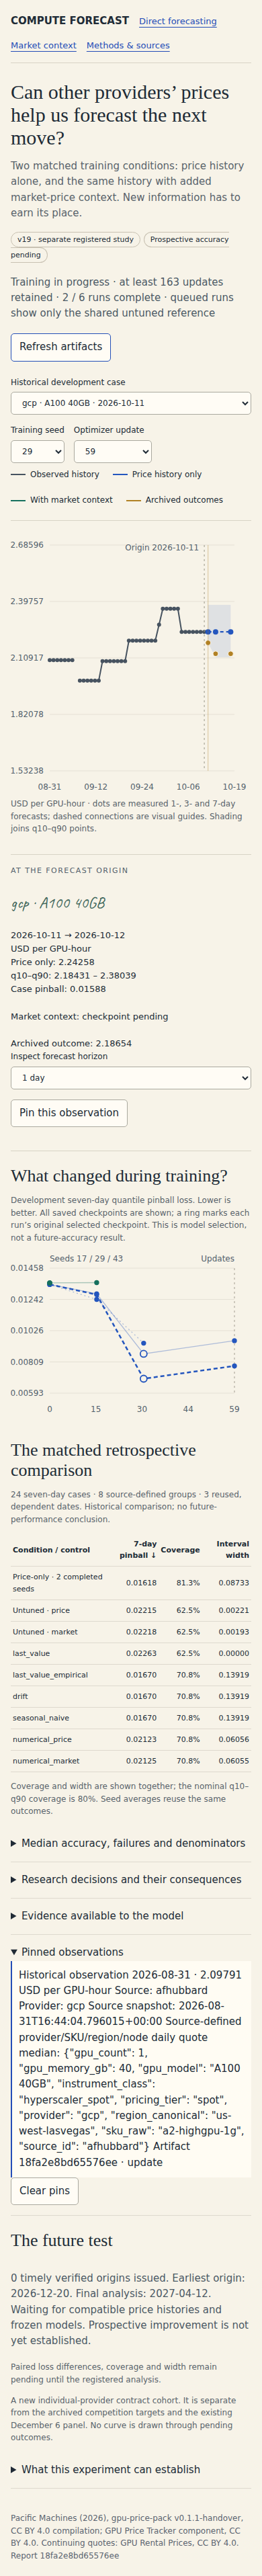 COMPUTE FORECAST Direct forecasting
Market context Methods & sources
Can other providers’ prices
help us forecast the next
move?
Two matched training conditions: price history
alone, and the same history with added
market-price context. New information has to
earn its place.
v19 · separate registered study Prospective accuracy
pending
Training in progress · at least 163 updates
retained · 2 / 6 runs complete · queued runs
show only the shared untuned reference
Refresh artifacts
Historical development case
gcp · A100 40GB · 2026-10-11
Training seed Optimizer update
29 59
Observed history Price history only
With market context Archived outcomes
2.68596
Origin 2026-10-11
2.39757
2.10917
1.82078
1.53238
08-31 09-12 09-24 10-06 10-19
USD per GPU-hour · dots are measured 1-, 3- and 7-day
forecasts; dashed connections are visual guides. Shading
joins q10–q90 points.
AT THE FORECAST ORIGIN
gcp · A100 40GB
2026-10-11 → 2026-10-12
USD per GPU-hour
Price only: 2.24258
q10–q90: 2.18431 – 2.38039
Case pinball: 0.01588
Market context: checkpoint pending
Archived outcome: 2.18654
Inspect forecast horizon
1 day
Pin this observation
What changed during training?
Development seven-day quantile pinball loss. Lower is
better. All saved checkpoints are shown; a ring marks each
run’s original selected checkpoint. This is model selection,
not a future-accuracy result.
Seeds 17 / 29 / 43 Updates
0.01458
0.01242
0.01026
0.00809
0.00593
0 15 30 44 59
The matched retrospective
comparison
24 seven-day cases · 8 source-defined groups · 3 reused,
dependent dates. Historical comparison; no future-
performance conclusion.
Condition / control 7-day pinball ↓ Coverage Interval width
Price-only · 2 completed seeds 0.01618 81.3% 0.08733
Untuned · price 0.02215 62.5% 0.00221
Untuned · market 0.02218 62.5% 0.00193
last_value 0.02263 62.5% 0.00000
last_value_empirical 0.01670 70.8% 0.13919
drift 0.01670 70.8% 0.13919
seasonal_naive 0.01670 70.8% 0.13919
numerical_price 0.02123 70.8% 0.06056
numerical_market 0.02125 70.8% 0.06055
Coverage and width are shown together; the nominal q10–
q90 coverage is 80%. Seed averages reuse the same
outcomes.
Median accuracy, failures and denominators
Research decisions and their consequences
Evidence available to the model
Pinned observations
Historical observation 2026-08-31 · 2.09791
USD per GPU-hour Source: afhubbard
Provider: gcp Source snapshot: 2026-08-
31T16:44:04.796015+00:00 Source-defined
provider/SKU/region/node daily quote
median: {"gpu_count": 1,
"gpu_memory_gb": 40, "gpu_model": "A100
40GB", "instrument_class":
"hyperscaler_spot", "pricing_tier": "spot",
"provider": "gcp", "region_canonical": "us-
west-lasvegas", "sku_raw": "a2-highgpu-1g",
"source_id": "afhubbard"} Artifact
18fa2e8bd65576ee · update
Clear pins
The future test
0 timely verified origins issued. Earliest origin:
2026-12-20. Final analysis: 2027-04-12.
Waiting for compatible price histories and
frozen models. Prospective improvement is not
yet established.
Paired loss differences, coverage and width remain
pending until the registered analysis.
A new individual-provider contract cohort. It is separate
from the archived competition targets and the existing
December 6 panel. No curve is drawn through pending
outcomes.
What this experiment can establish
Pacific Machines (2026), gpu-price-pack v0.1.1-handover,
CC BY 4.0 compilation; GPU Price Tracker component, CC
BY 4.0. Continuing quotes: GPU Rental Prices, CC BY 4.0.
Report 18fa2e8bd65576ee